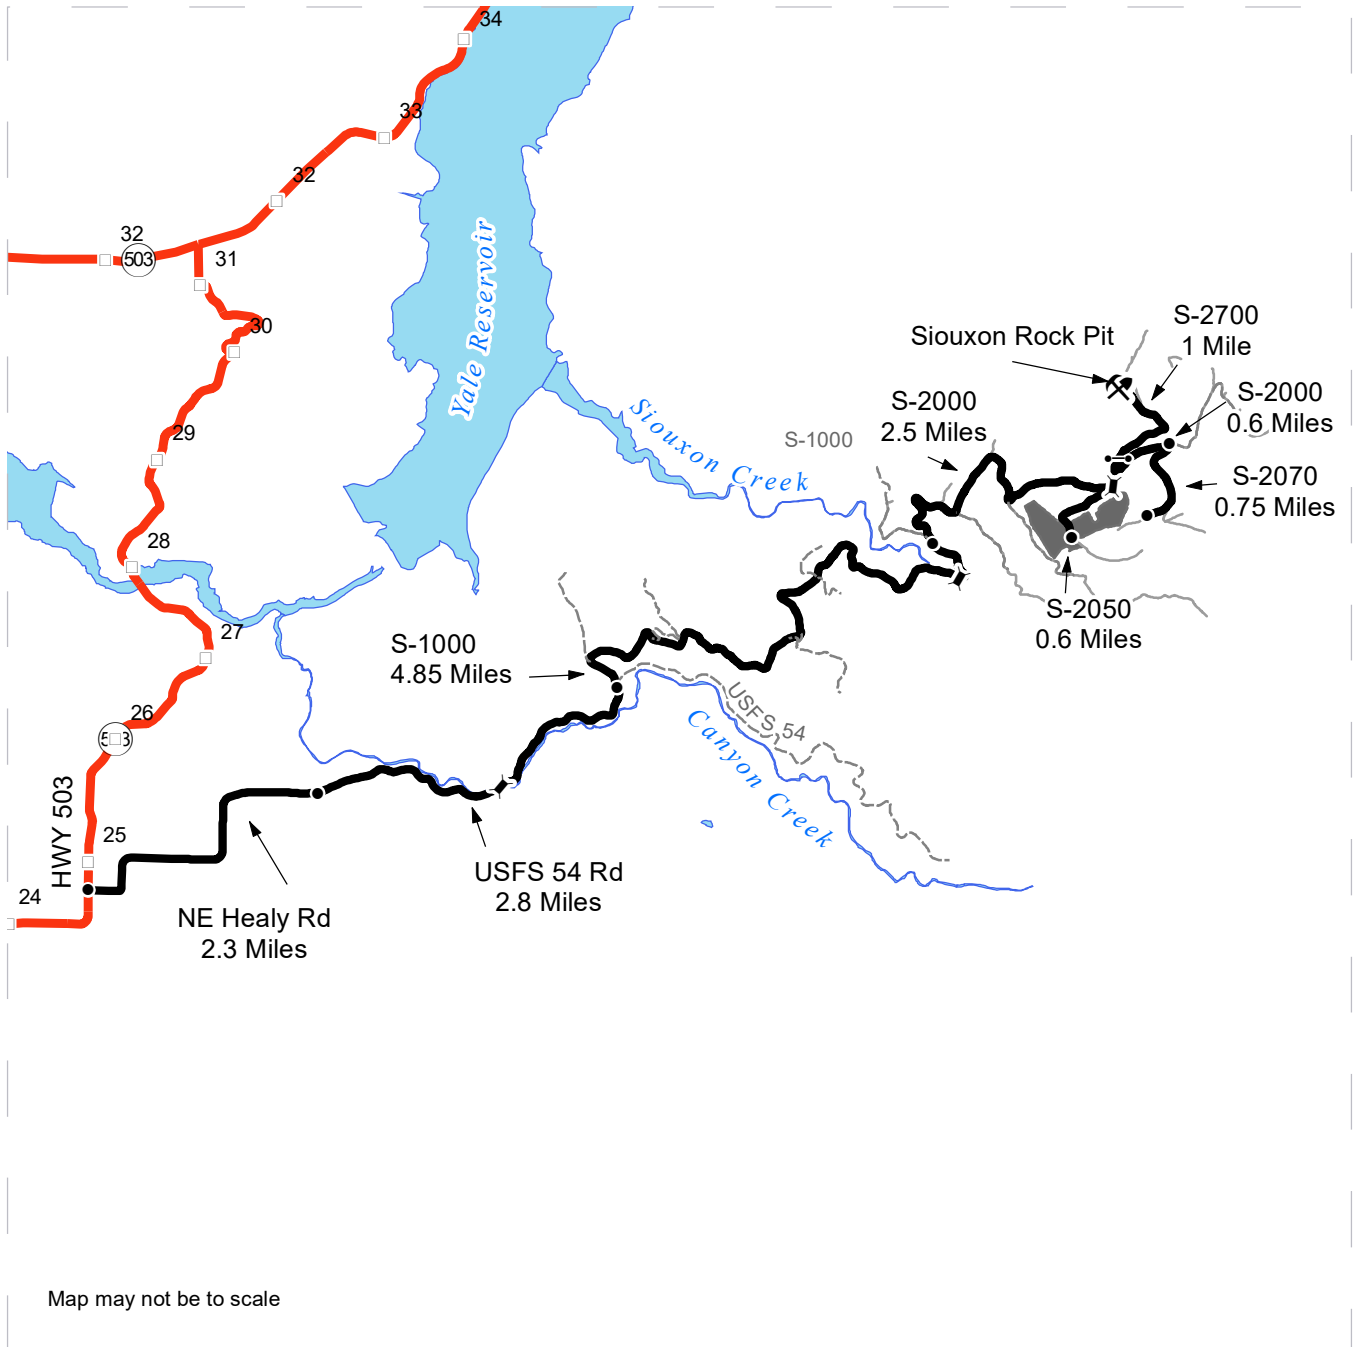 34
33
32
32
503
31
30
Yale Reservoir
Siouxon Rock Pit
S-2700
1 Mile
S-2000
2.5 Miles
S-2000
0.6 Miles
Siouxon Creek
S-1000
29
S-2070
0.75 Miles
28
S-2050
0.6 Miles
27
S-1000
4.85 Miles
USFS 54
26
503
Canyon Creek
HWY 503
25
24
NE Healy Rd
2.3 Miles
USFS 54 Rd
2.8 Miles
Map may not be to scale